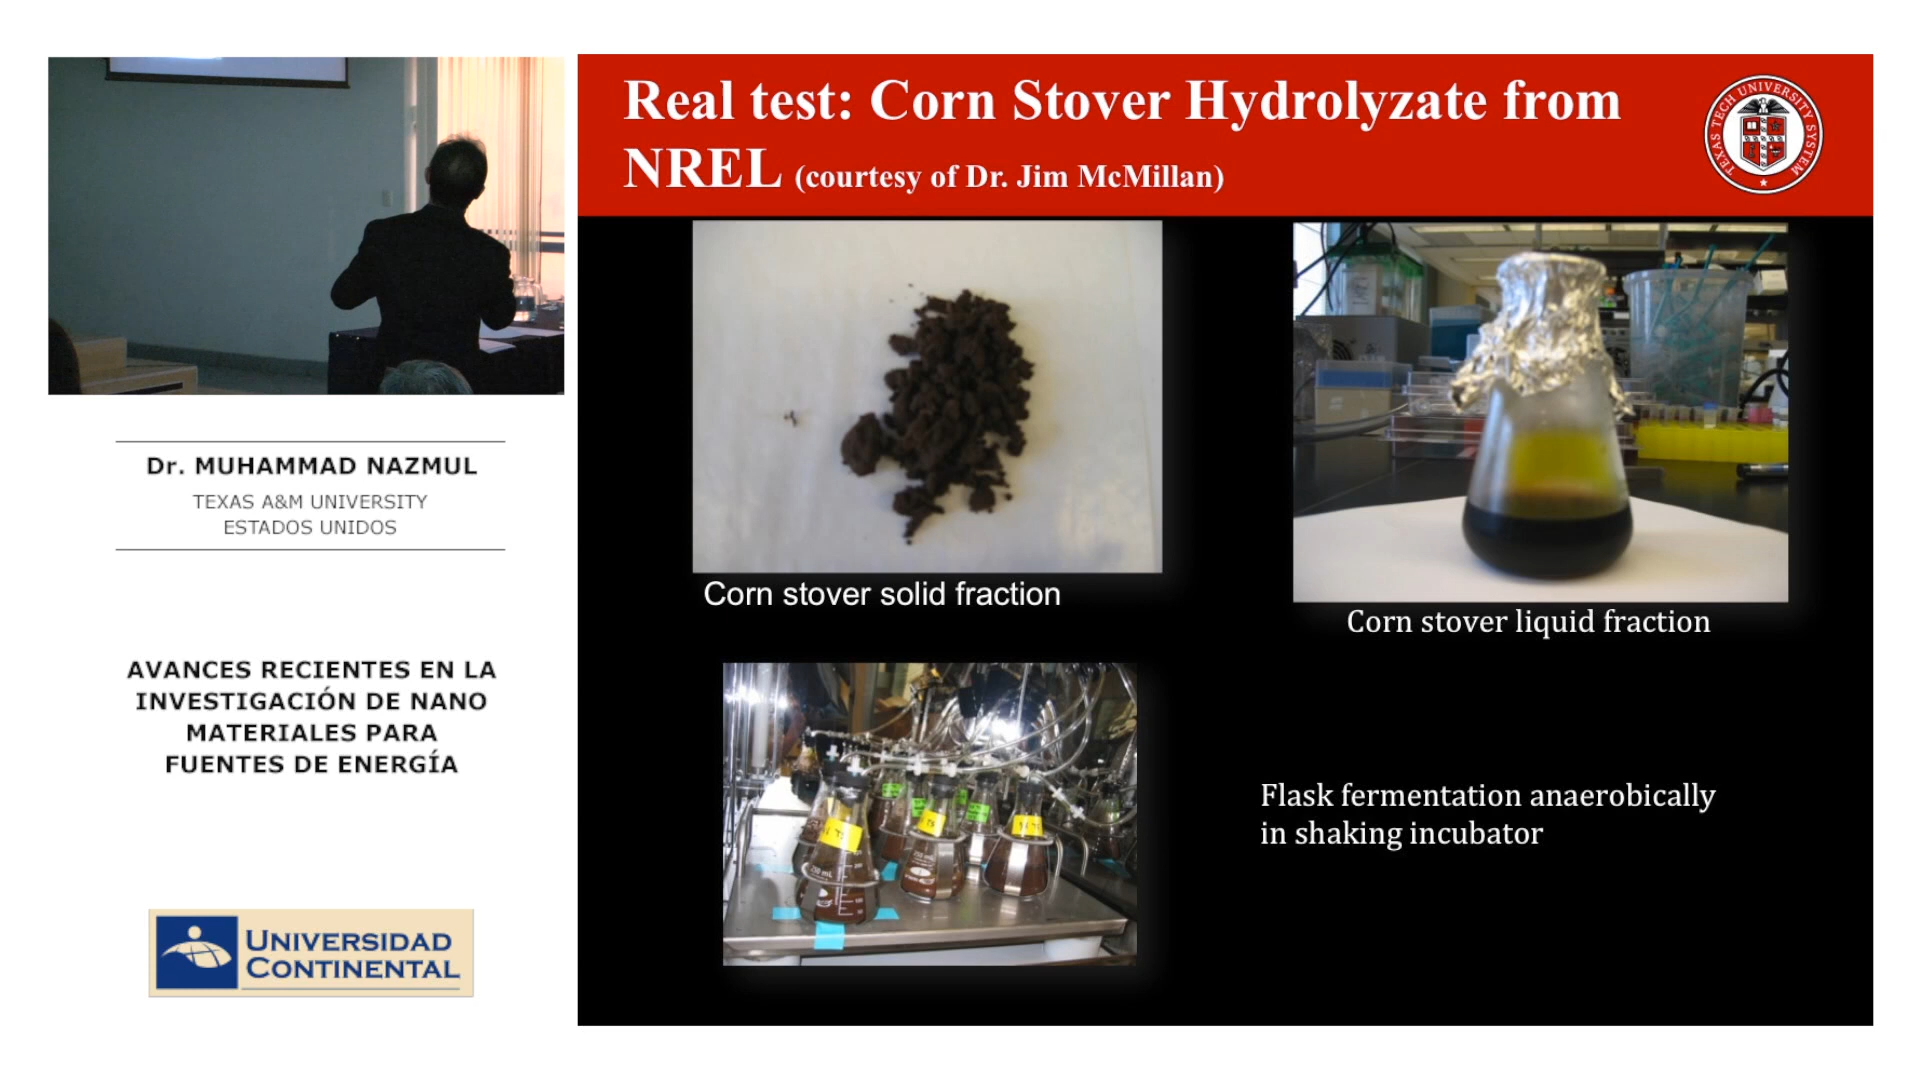 Real test: Corn Stover Hydrolyzate from
NREL (courtesy of Dr. Jim McMillan)
TEXAS TECH UNIVERSITY SYSTEM
Corn stover solid fraction
Corn stover liquid fraction
Flask fermentation anaerobically
in shaking incubator
Dr. MUHAMMAD NAZMUL
TEXAS A&M UNIVERSITY
ESTADOS UNIDOS
AVANCES RECIENTES EN LA
INVESTIGACIÓN DE NANO
MATERIALES PARA
FUENTES DE ENERGÍA
UNIVERSIDAD
CONTINENTAL